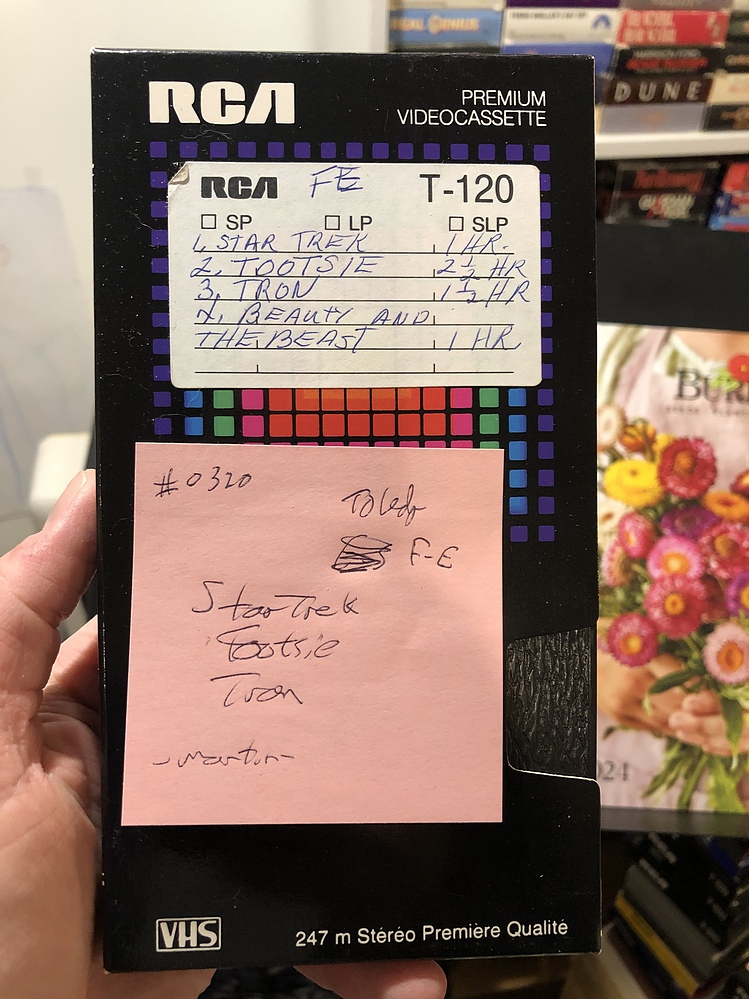 RCA
PREMIUM
VIDEOCASSETTE
RCA FE T-120
SP LP SLP
1. STAR TREK 1 HR.
2. TOOTSIE 2 1/2 HR
3. TRON 1 1/2 HR
4. BEAUTY AND
THE BEAST 1 HR
#0320
F-E
Star Trek
Tootsie
Tron
-Martin-
VHS
247 m Stéréo Première Qualité
DUNE